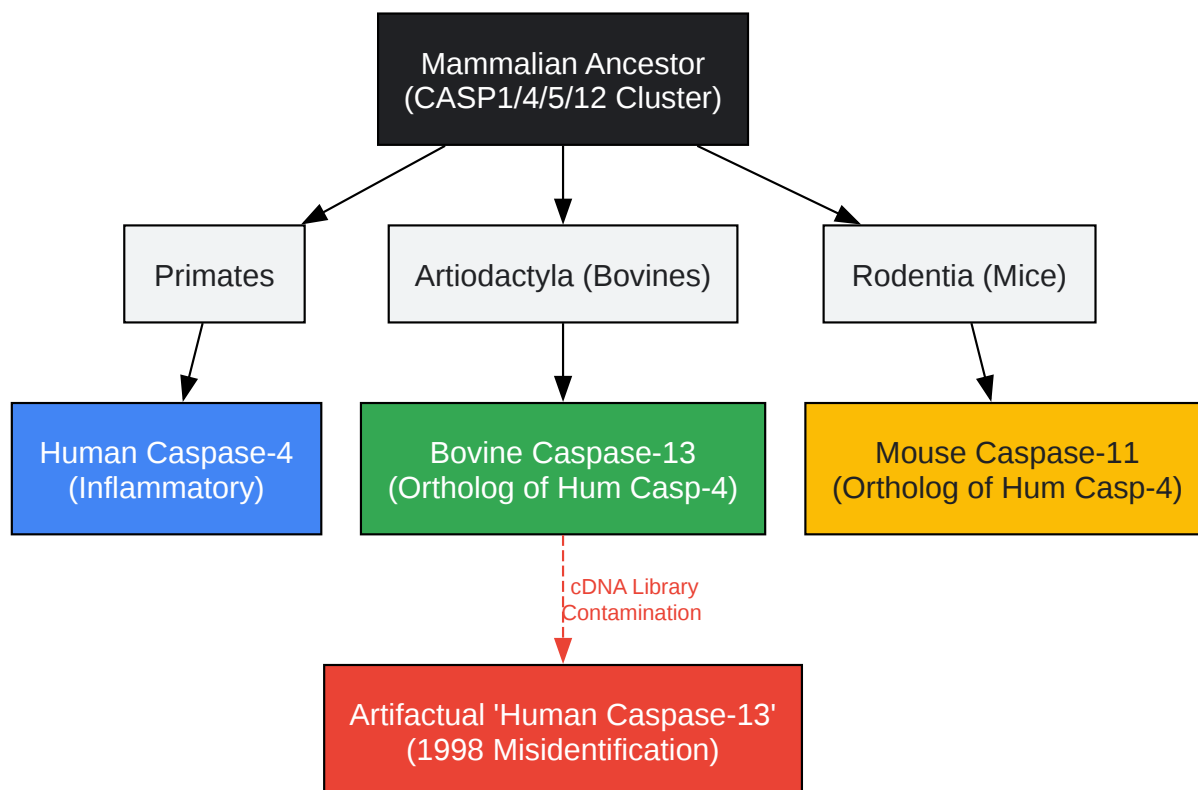 Mammalian Ancestor
(CASP1/4/5/12 Cluster)
Primates
Artiodactyla (Bovines)
Rodentia (Mice)
Human Caspase-4
(Inflammatory)
Bovine Caspase-13
(Ortholog of Hum Casp-4)
Mouse Caspase-11
(Ortholog of Hum Casp-4)
cDNA Library
Contamination
Artifactual 'Human Caspase-13'
(1998 Misidentification)